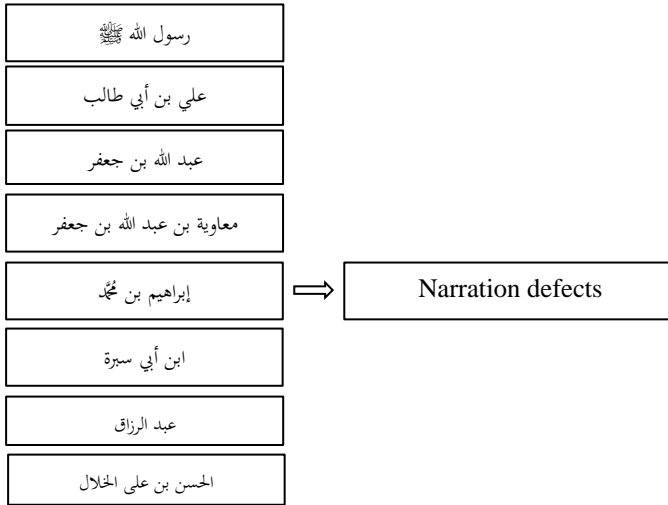 رسول الله ﷺ
علي بن أبي طالب
عبد الله بن جعفر
معاوية بن عبد الله بن جعفر
إبراهيم بن مُحَمَّد
Narration defects
ابن أبي سبرة
عبد الرزاق
الحسن بن على الخلال